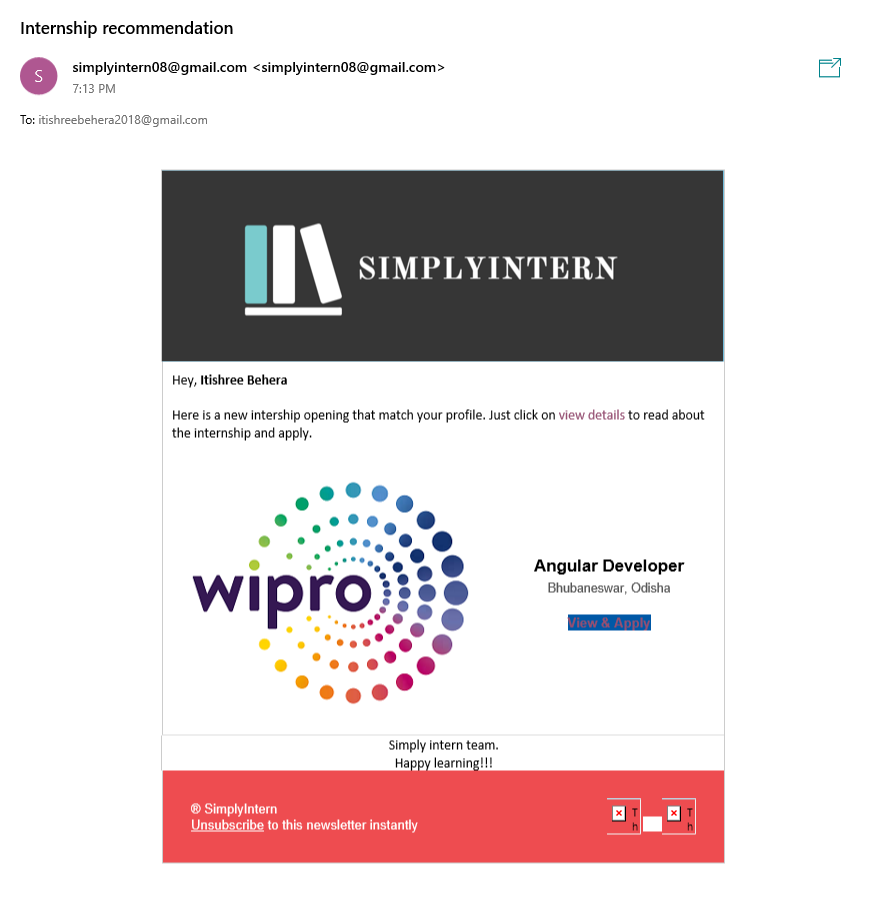 Internship recommendation
S
simplyintern08@gmail.com <simplyintern08@gmail.com>
7:13 PM
To: itishreebehera2018@gmail.com
SIMPLYINTERN
Hey, Itishree Behera
Here is a new intership opening that match your profile. Just click on view details to read about
the internship and apply.
wipro
Angular Developer
Bhubaneswar, Odisha
View & Apply
Simply intern team.
Happy learning!!!
® SimplyIntern
Unsubscribe to this newsletter instantly
T T
h h